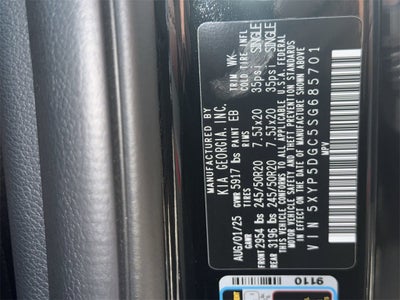 MANUFACTURED BY
KIA GEORGIA, INC.
AUG/01/25 PAINT EB TRIM WK
GVWR 5917 lbs
GAWR TIRES RIMS COLD TIRE INFL
FRONT 2954 lbs 245/50R20 7.5Jx20 35psi SINGLE
REAR 3196 lbs 245/50R20 7.5Jx20 35psi SINGLE
THIS VEHICLE CONFORMS TO ALL APPLICABLE U.S.A. FEDERAL
MOTOR VEHICLE SAFETY AND THEFT PREVENTION STANDARDS
IN EFFECT ON THE DATE OF MANUFACTURE SHOWN ABOVE
VIN 5XYP5DGC5SG685701
MPV
9110